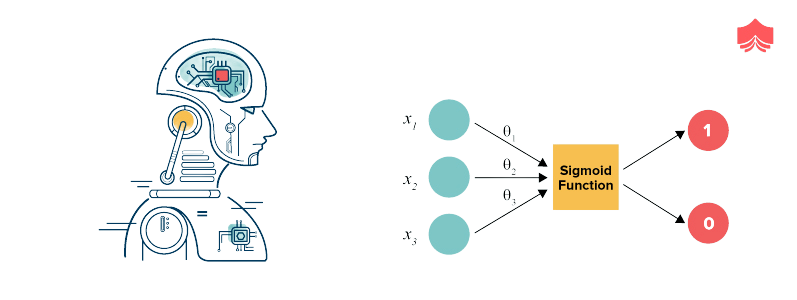 x1
θ1
1
x2
θ2
Sigmoid
Function
θ3
x3
0